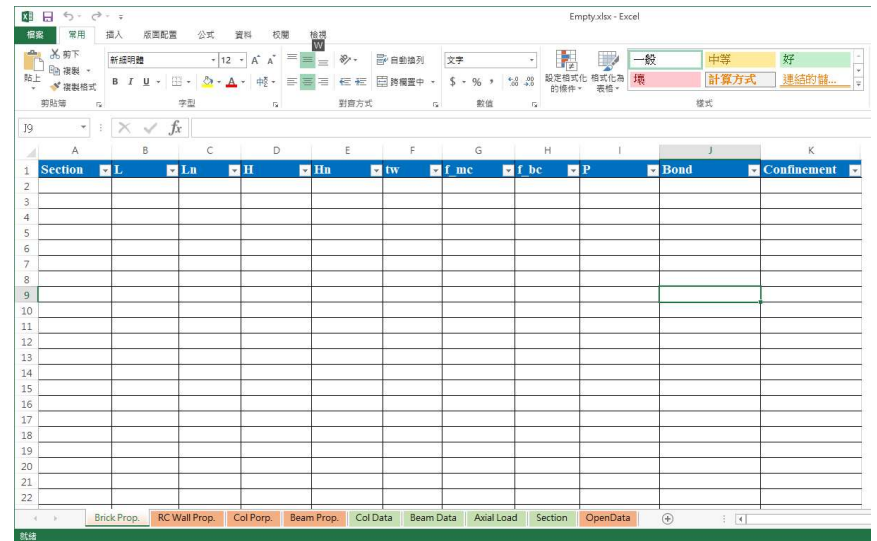 Empty.xlsx - Excel
檔案 常用 插入 版面配置 公式 資料 校閱 檢視
W
剪下
複製
複製格式
貼上
新細明體 12
B I U
自動換列
跨欄置中
文字
$ % ,
設定格式化的條件
格式化為表格
一般 中等 好
壞 計算方式 連結的儲...
剪貼簿 字型 對齊方式 數值 樣式
J9 fx
A B C D E F G H I J K
1 Section L Ln H Hn tw f_mc f_bc P Bond Confinement
2
3
4
5
6
7
8
9
10
11
12
13
14
15
16
17
18
19
20
21
22
Brick Prop. RC Wall Prop. Col Porp. Beam Prop. Col Data Beam Data Axial Load Section OpenData
就緒